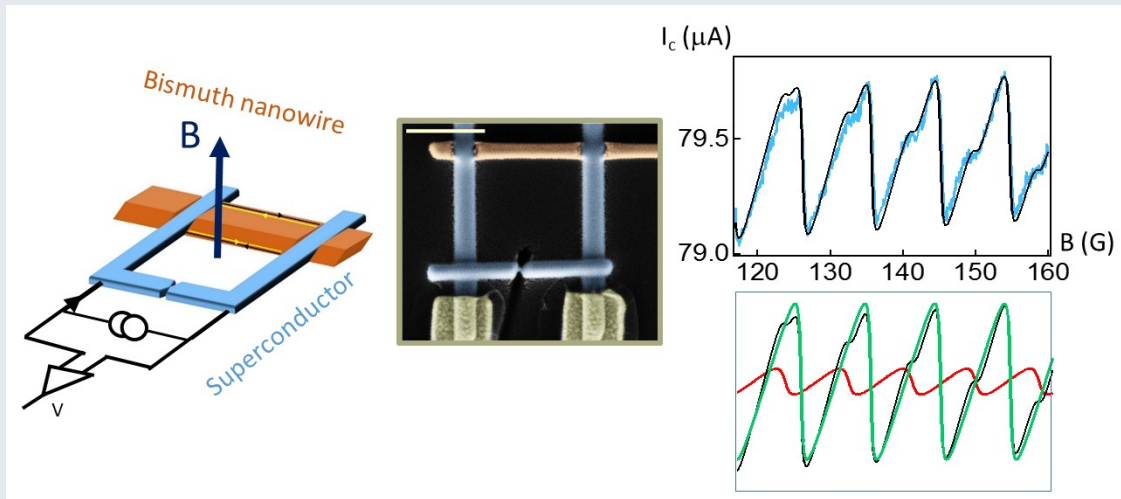 Bismuth nanowire
B
Superconductor
V
I_c (μA)
79.5
79.0
120 130 140 150 160
B (G)